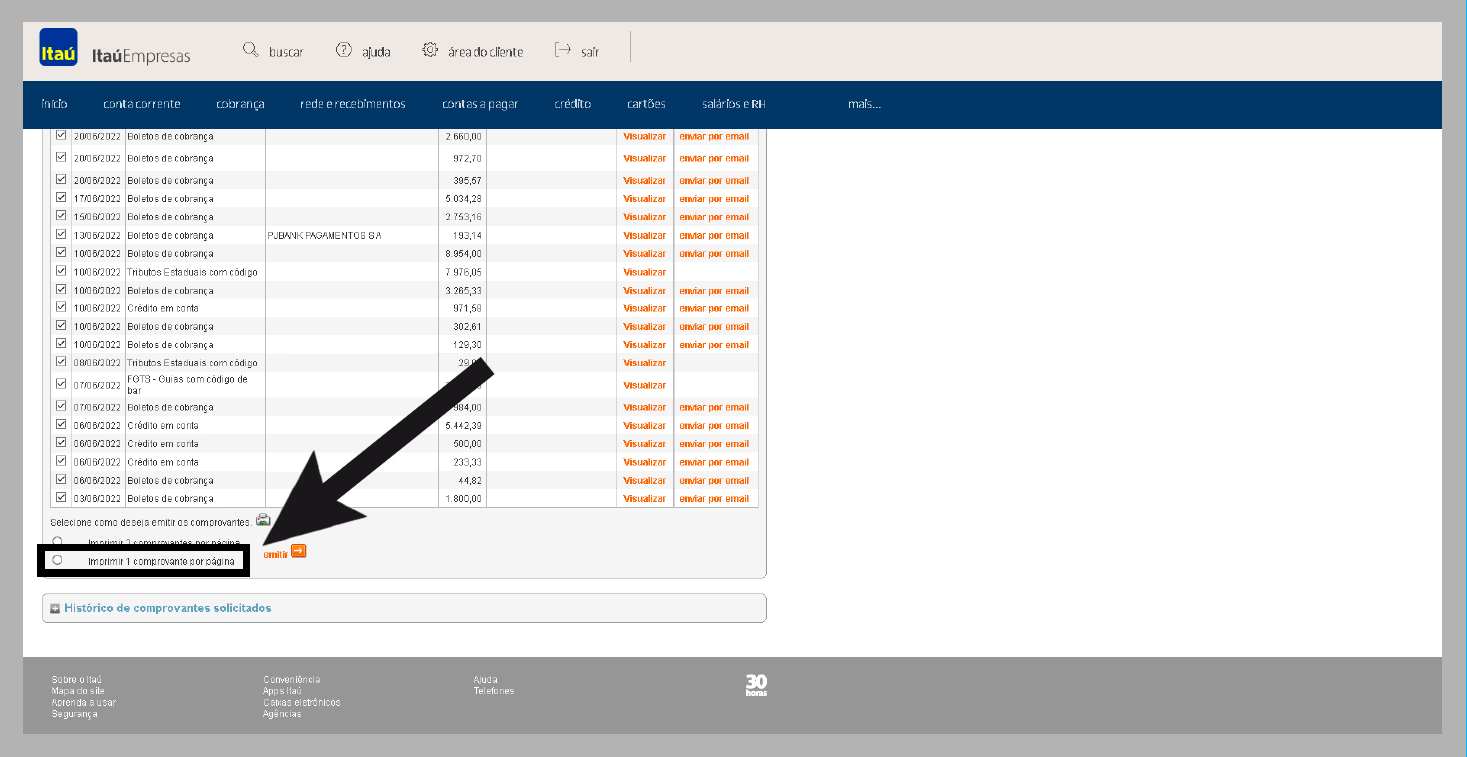 Itaú ItaúEmpresas buscar ? ajuda área do cliente sair
início conta corrente cobrança rede e recebimentos contas a pagar crédito cartões salários e RH mais...
20/06/2022 Boletos de cobrança 2.660,00 Visualizar enviar por email
20/06/2022 Boletos de cobrança 972,70 Visualizar enviar por email
20/06/2022 Boletos de cobrança 395,57 Visualizar enviar por email
17/06/2022 Boletos de cobrança 5.034,28 Visualizar enviar por email
15/06/2022 Boletos de cobrança 2.753,16 Visualizar enviar por email
13/06/2022 Boletos de cobrança PJBANK PAGAMENTOS SA 193,14 Visualizar enviar por email
10/06/2022 Boletos de cobrança 8.954,00 Visualizar enviar por email
10/06/2022 Tributos Estaduais com código 7.976,05 Visualizar
10/06/2022 Boletos de cobrança 3.265,33 Visualizar enviar por email
10/06/2022 Crédito em conta 971,58 Visualizar enviar por email
10/06/2022 Boletos de cobrança 302,61 Visualizar enviar por email
10/06/2022 Boletos de cobrança 129,30 Visualizar enviar por email
08/06/2022 Tributos Estaduais com código Visualizar
07/06/2022 FGTS - Guias com código de Visualizar
bar
07/06/2022 Boletos de cobrança 984,00 Visualizar enviar por email
06/06/2022 Crédito em conta 5.442,39 Visualizar enviar por email
06/06/2022 Crédito em conta 500,00 Visualizar enviar por email
06/06/2022 Crédito em conta 233,33 Visualizar enviar por email
06/06/2022 Boletos de cobrança 44,82 Visualizar enviar por email
03/06/2022 Boletos de cobrança 1.800,00 Visualizar enviar por email
Selecione como deseja emitir os comprovantes.
Imprimir 2 comprovantes por página
emitir
Imprimir 1 comprovante por página
Histórico de comprovantes solicitados
Sobre o Itaú Conveniência Ajuda 30 horas
Mapa do site Apps Itaú Telefones
Aprenda a usar Caixas eletrônicos
Segurança Agências